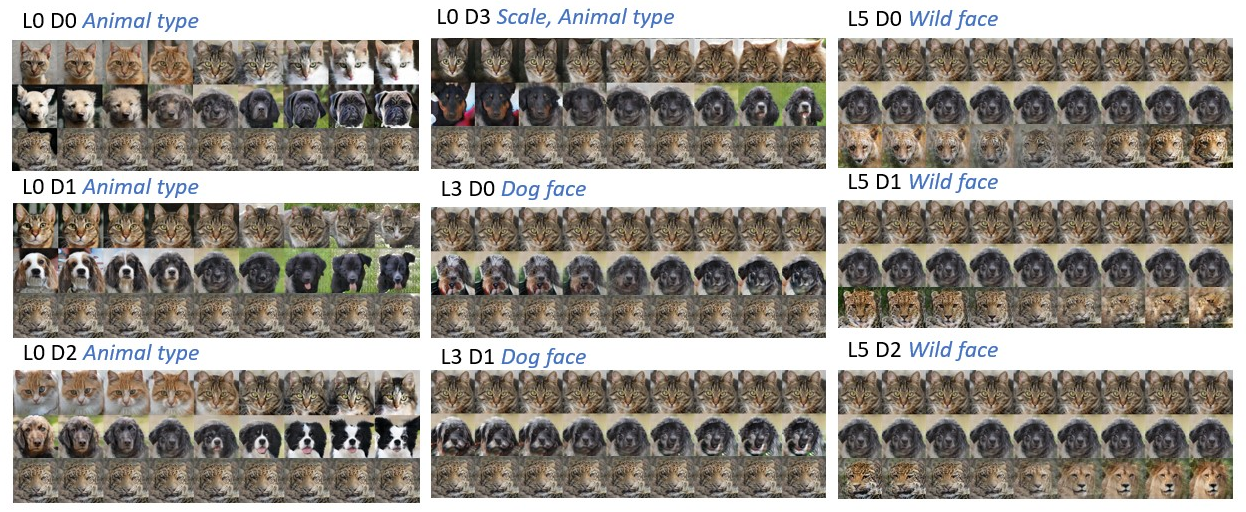 L0 D0 Animal type
L0 D3 Scale, Animal type
L5 D0 Wild face
L0 D1 Animal type
L3 D0 Dog face
L5 D1 Wild face
L0 D2 Animal type
L3 D1 Dog face
L5 D2 Wild face